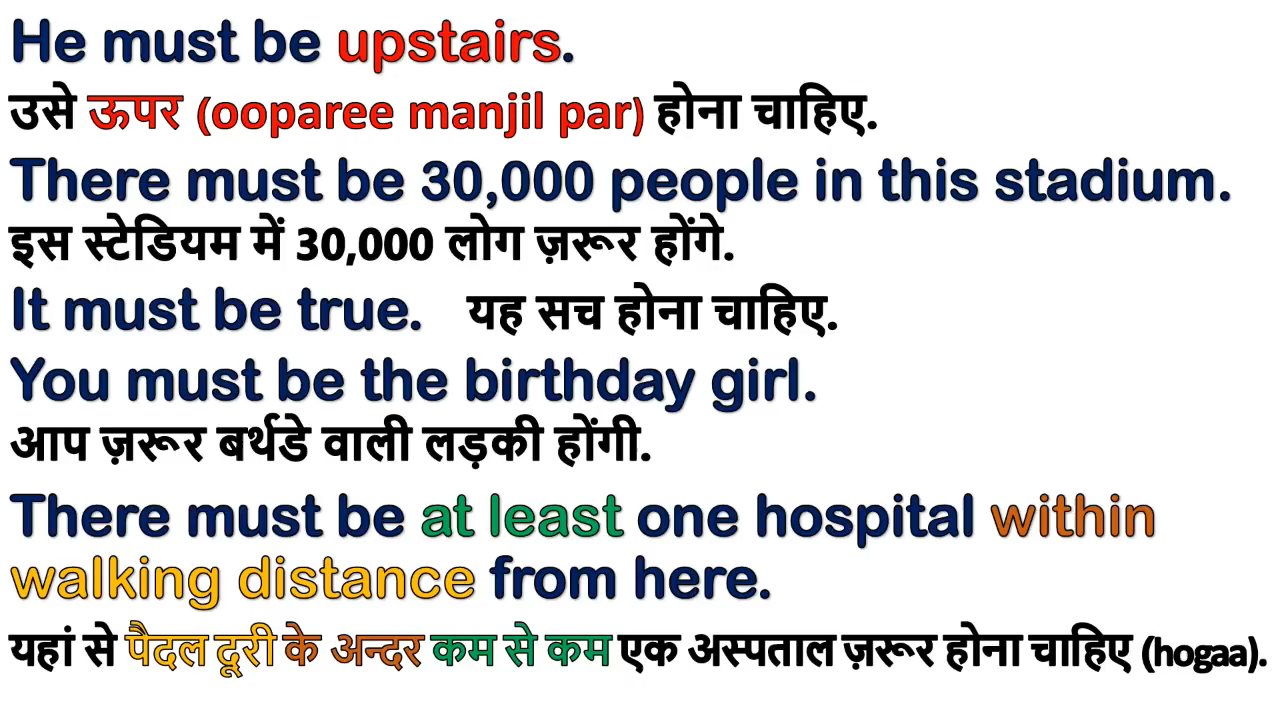 He must be upstairs.
उसे ऊपर (ooparee manjil par) होना चाहिए.
There must be 30,000 people in this stadium.
इस स्टेडियम में 30,000 लोग ज़रूर होंगे.
It must be true. यह सच होना चाहिए.
You must be the birthday girl.
आप ज़रूर बर्थडे वाली लड़की होंगी.
There must be at least one hospital within
walking distance from here.
यहां से पैदल दूरी के अन्दर कम से कम एक अस्पताल ज़रूर होना चाहिए (hogaa).